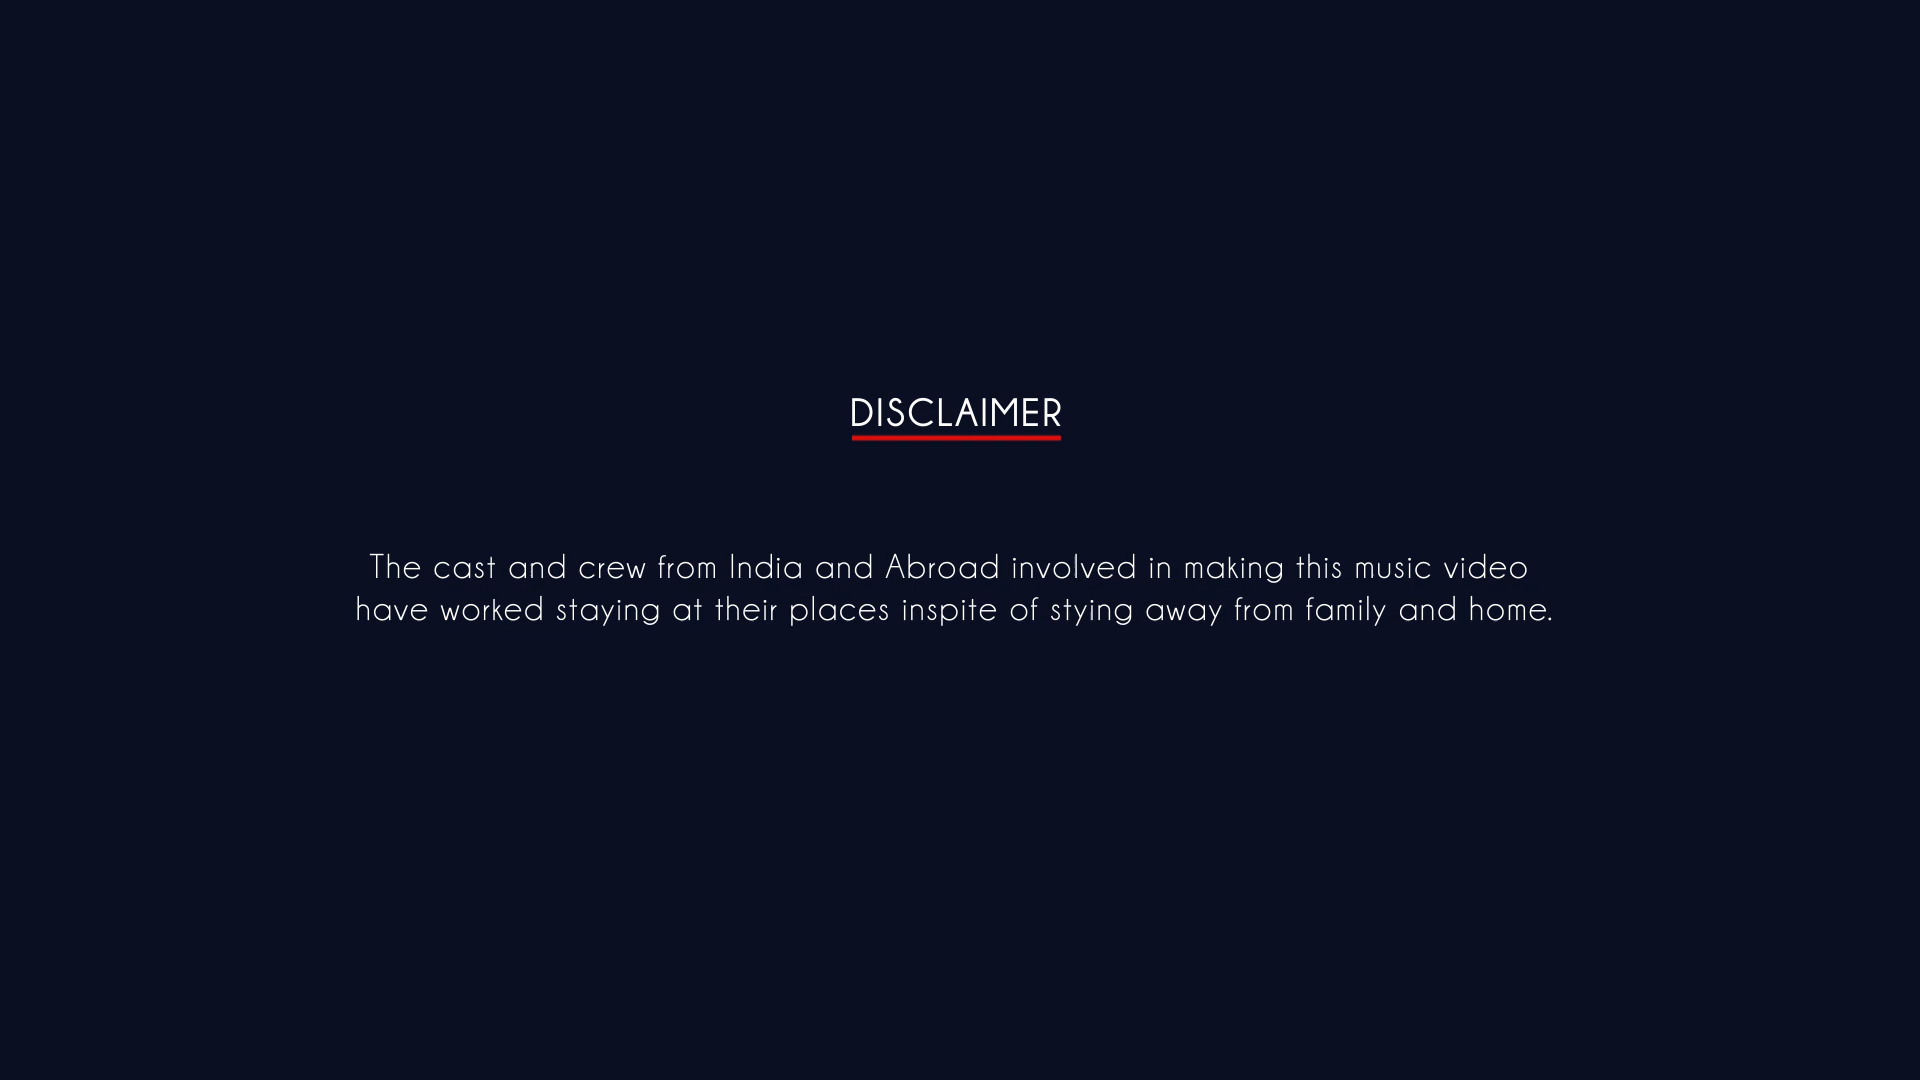 DISCLAIMER
The cast and crew from India and Abroad involved in making this music video
have worked staying at their places inspite of stying away from family and home.